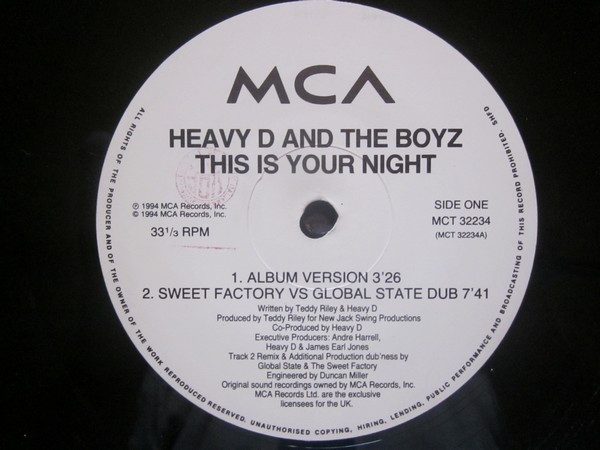 MCA
HEAVY D AND THE BOYZ
THIS IS YOUR NIGHT
℗ 1994 MCA Records, Inc.
© 1994 MCA Records, Inc.
33 1/3 RPM
SIDE ONE
MCT 32234
(MCT 32234A)
1. ALBUM VERSION 3'26
2. SWEET FACTORY VS GLOBAL STATE DUB 7'41
Written by Teddy Riley & Heavy D
Produced by Teddy Riley for New Jack Swing Productions
Co-Produced by Heavy D
Executive Producers: Andre Harrell,
Heavy D & James Earl Jones
Track 2 Remix & Additional Production dub'ness by
Global State & The Sweet Factory
Engineered by Duncan Miller
Original sound recordings owned by MCA Records, Inc.
MCA Records Ltd. are the exclusive
licensees for the UK.
ALL RIGHTS OF THE PRODUCER AND OF THE OWNER OF THE WORK REPRODUCED RESERVED. UNAUTHORISED COPYING, HIRING, LENDING, PUBLIC PERFORMANCE AND BROADCASTING OF THIS RECORD PROHIBITED. SHFD